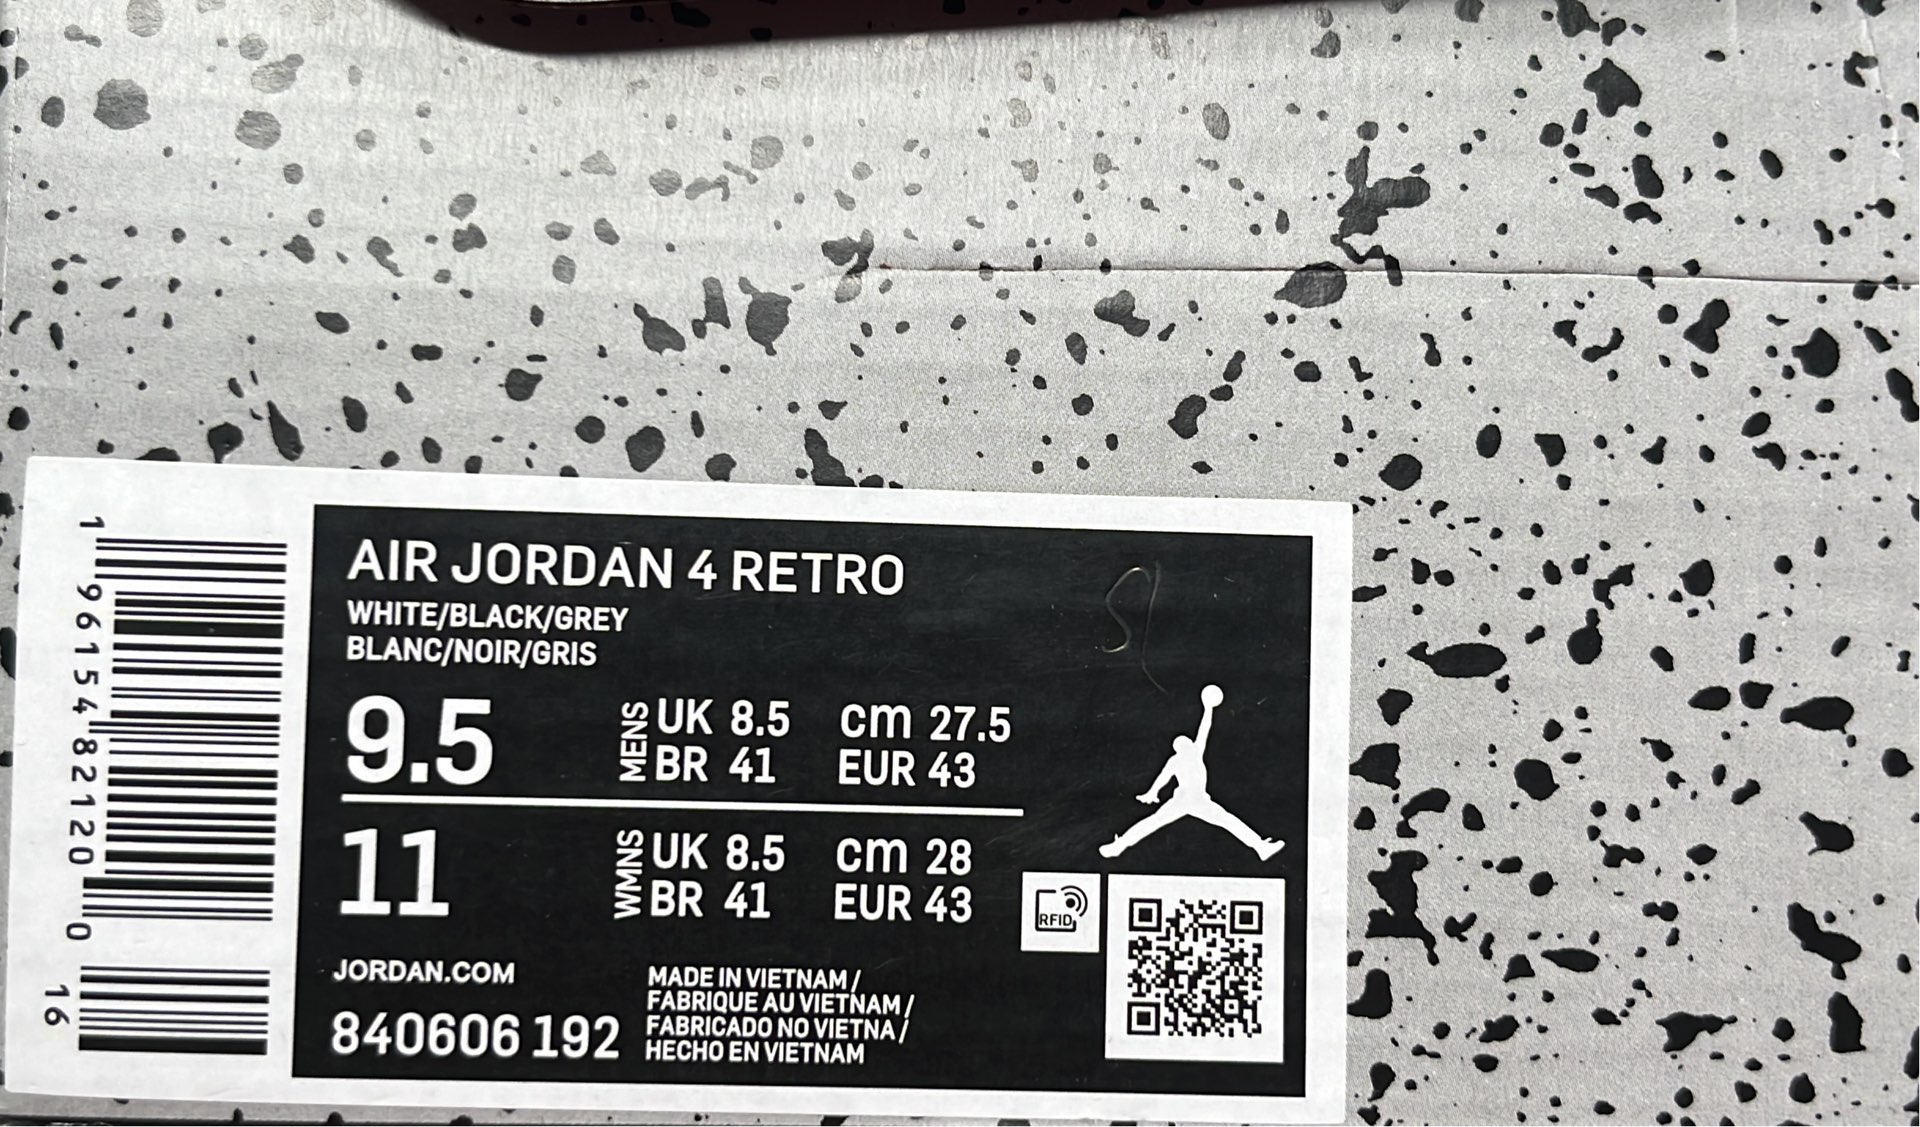 AIR JORDAN 4 RETRO
WHITE/BLACK/GREY
BLANC/NOIR/GRIS
9.5 MENS UK 8.5 cm 27.5
BR 41 EUR 43
11 WMNS UK 8.5 cm 28
BR 41 EUR 43
RFID
JORDAN.COM
840606 192
MADE IN VIETNAM /
FABRIQUE AU VIETNAM /
FABRICADO NO VIETNA /
HECHO EN VIETNAM
1 96154 82120 0
16